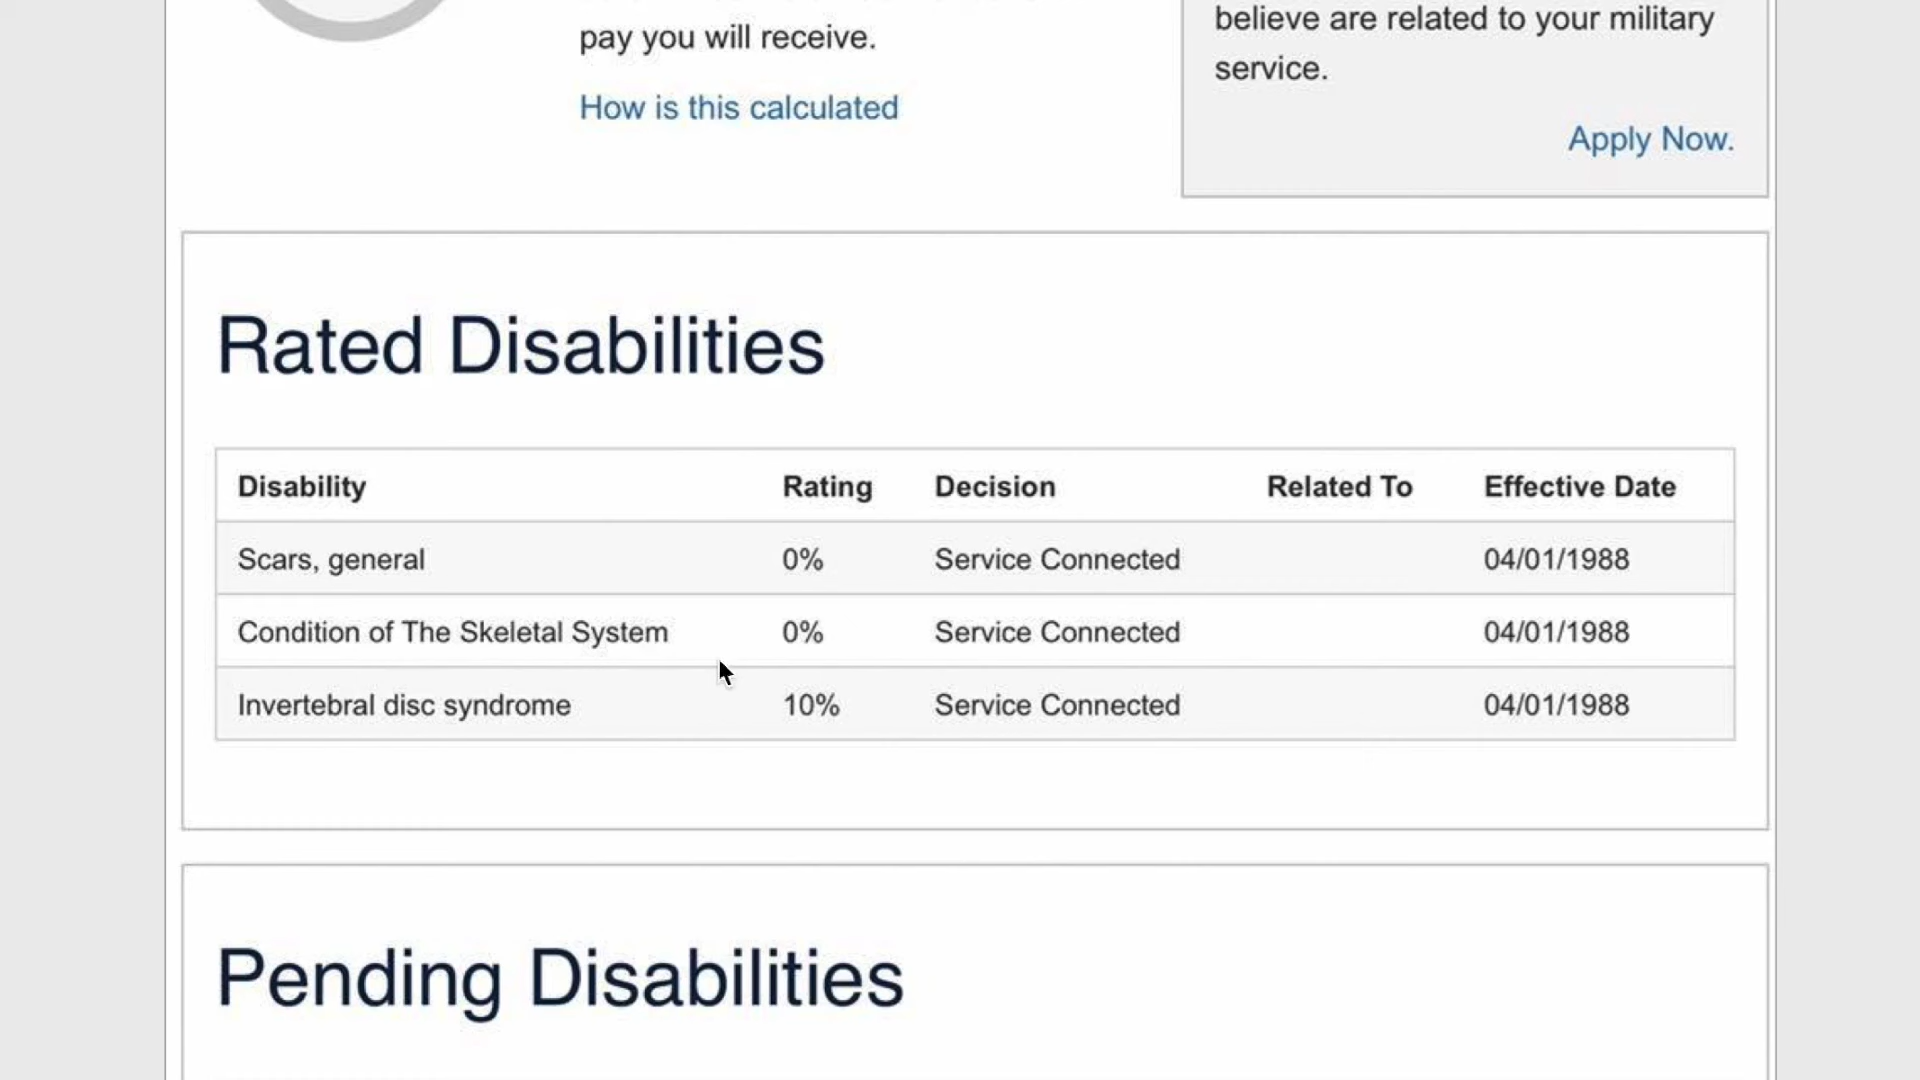 pay you will receive.
How is this calculated
believe are related to your military
service.
Apply Now.
Rated Disabilities
Disability Rating Decision Related To Effective Date
Scars, general 0% Service Connected 04/01/1988
Condition of The Skeletal System 0% Service Connected 04/01/1988
Invertebral disc syndrome 10% Service Connected 04/01/1988
Pending Disabilities